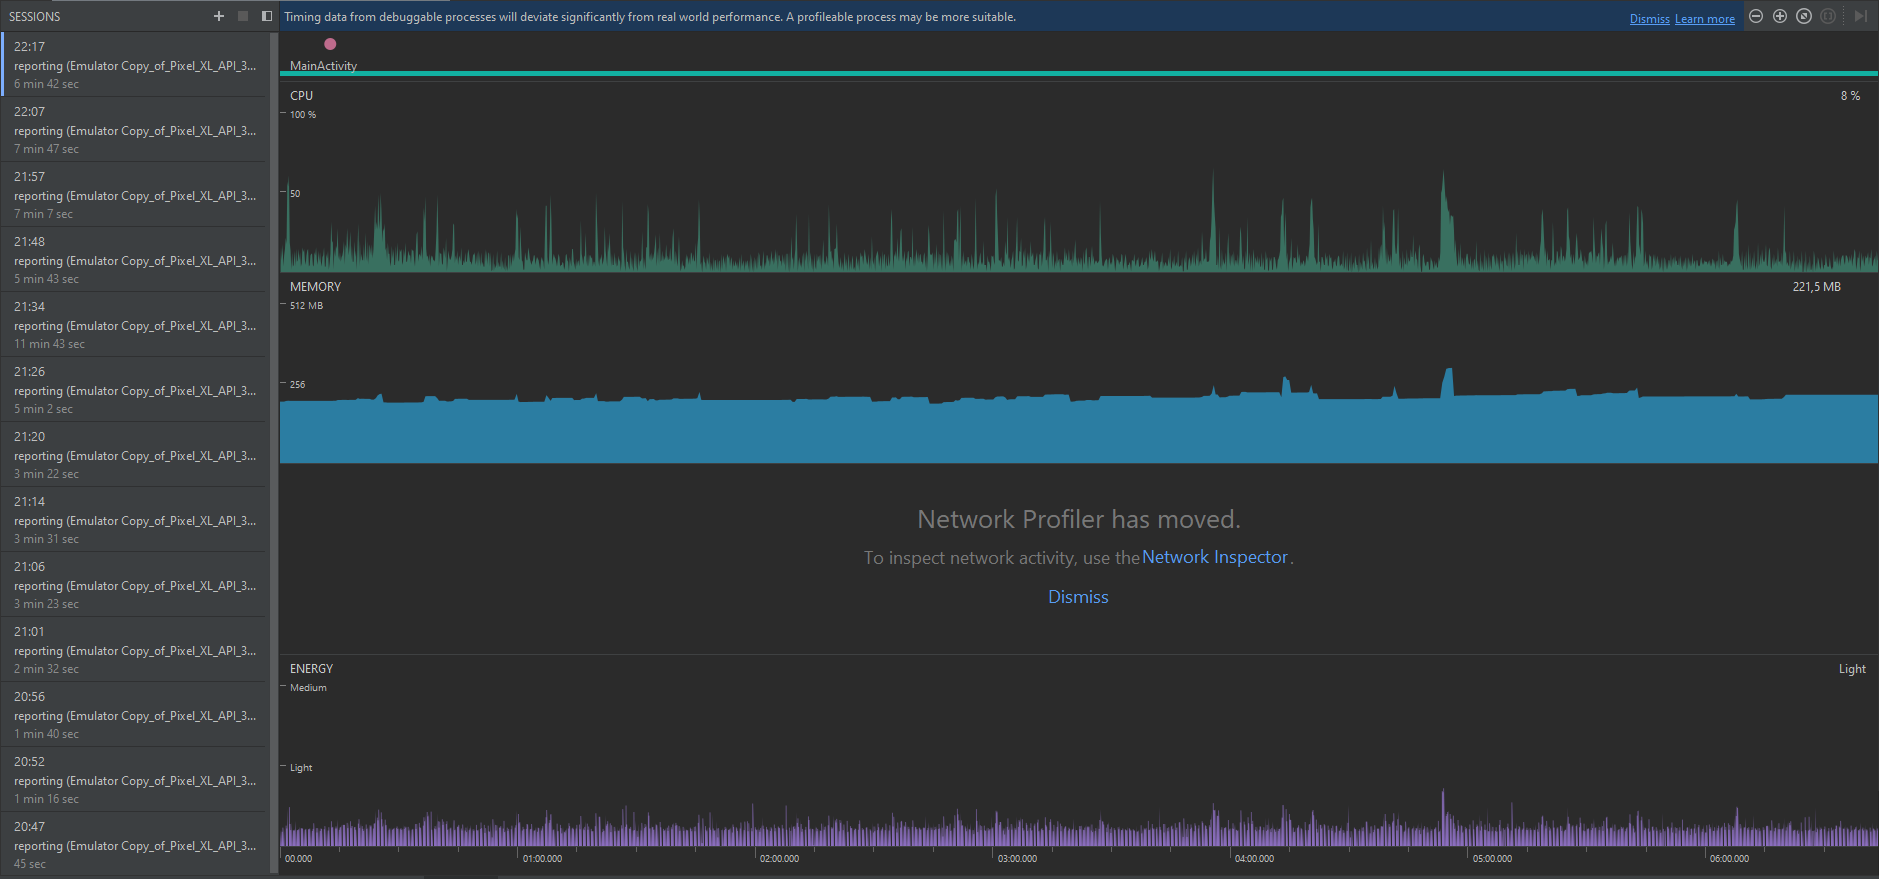 SESSIONS
Timing data from debuggable processes will deviate significantly from real world performance. A profileable process may be more suitable.
Dismiss Learn more
22:17
reporting (Emulator Copy_of_Pixel_XL_API_3...
6 min 42 sec
22:07
reporting (Emulator Copy_of_Pixel_XL_API_3...
7 min 47 sec
21:57
reporting (Emulator Copy_of_Pixel_XL_API_3...
7 min 7 sec
21:48
reporting (Emulator Copy_of_Pixel_XL_API_3...
5 min 43 sec
21:34
reporting (Emulator Copy_of_Pixel_XL_API_3...
11 min 43 sec
21:26
reporting (Emulator Copy_of_Pixel_XL_API_3...
5 min 2 sec
21:20
reporting (Emulator Copy_of_Pixel_XL_API_3...
3 min 22 sec
21:14
reporting (Emulator Copy_of_Pixel_XL_API_3...
3 min 31 sec
21:06
reporting (Emulator Copy_of_Pixel_XL_API_3...
3 min 23 sec
21:01
reporting (Emulator Copy_of_Pixel_XL_API_3...
2 min 32 sec
20:56
reporting (Emulator Copy_of_Pixel_XL_API_3...
1 min 40 sec
20:52
reporting (Emulator Copy_of_Pixel_XL_API_3...
1 min 16 sec
20:47
reporting (Emulator Copy_of_Pixel_XL_API_3...
45 sec
MainActivity
CPU
8 %
100 %
50
MEMORY
221,5 MB
512 MB
256
Network Profiler has moved.
To inspect network activity, use the Network Inspector.
Dismiss
ENERGY
Light
Medium
Light
00.000
01:00.000
02:00.000
03:00.000
04:00.000
05:00.000
06:00.000